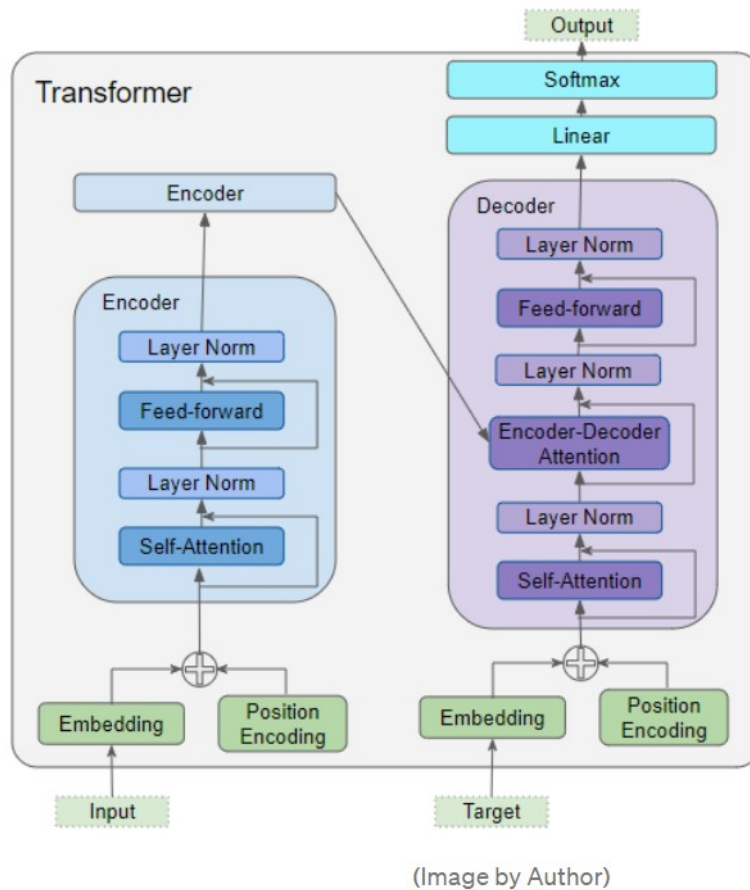 Output
Transformer
Softmax
Linear
Encoder
Decoder
Layer Norm
Feed-forward
Layer Norm
Encoder-Decoder
Attention
Layer Norm
Self-Attention
Encoder
Layer Norm
Feed-forward
Layer Norm
Self-Attention
Embedding
Position
Encoding
Embedding
Position
Encoding
Input
Target
(Image by Author)